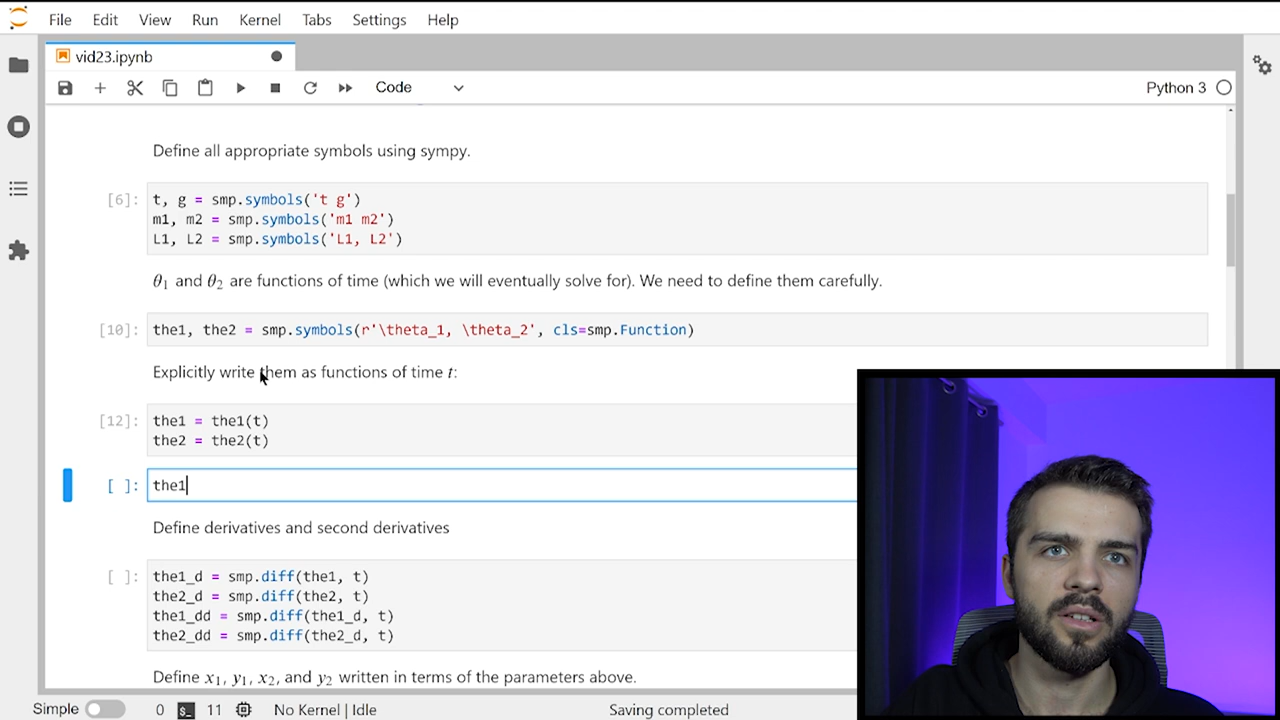 File Edit View Run Kernel Tabs Settings Help
vid23.ipynb
Code
Python 3
Define all appropriate symbols using sympy.
[6]: t, g = smp.symbols('t g')
m1, m2 = smp.symbols('m1 m2')
L1, L2 = smp.symbols('L1, L2')
θ₁ and θ₂ are functions of time (which we will eventually solve for). We need to define them carefully.
[10]: the1, the2 = smp.symbols(r'\theta_1, \theta_2', cls=smp.Function)
Explicitly write them as functions of time t:
[12]: the1 = the1(t)
the2 = the2(t)
[ ]: the1
Define derivatives and second derivatives
[ ]: the1_d = smp.diff(the1, t)
the2_d = smp.diff(the2, t)
the1_dd = smp.diff(the1_d, t)
the2_dd = smp.diff(the2_d, t)
Define x₁, y₁, x₂, and y₂ written in terms of the parameters above.
Simple 0 $_ 11 No Kernel | Idle Saving completed